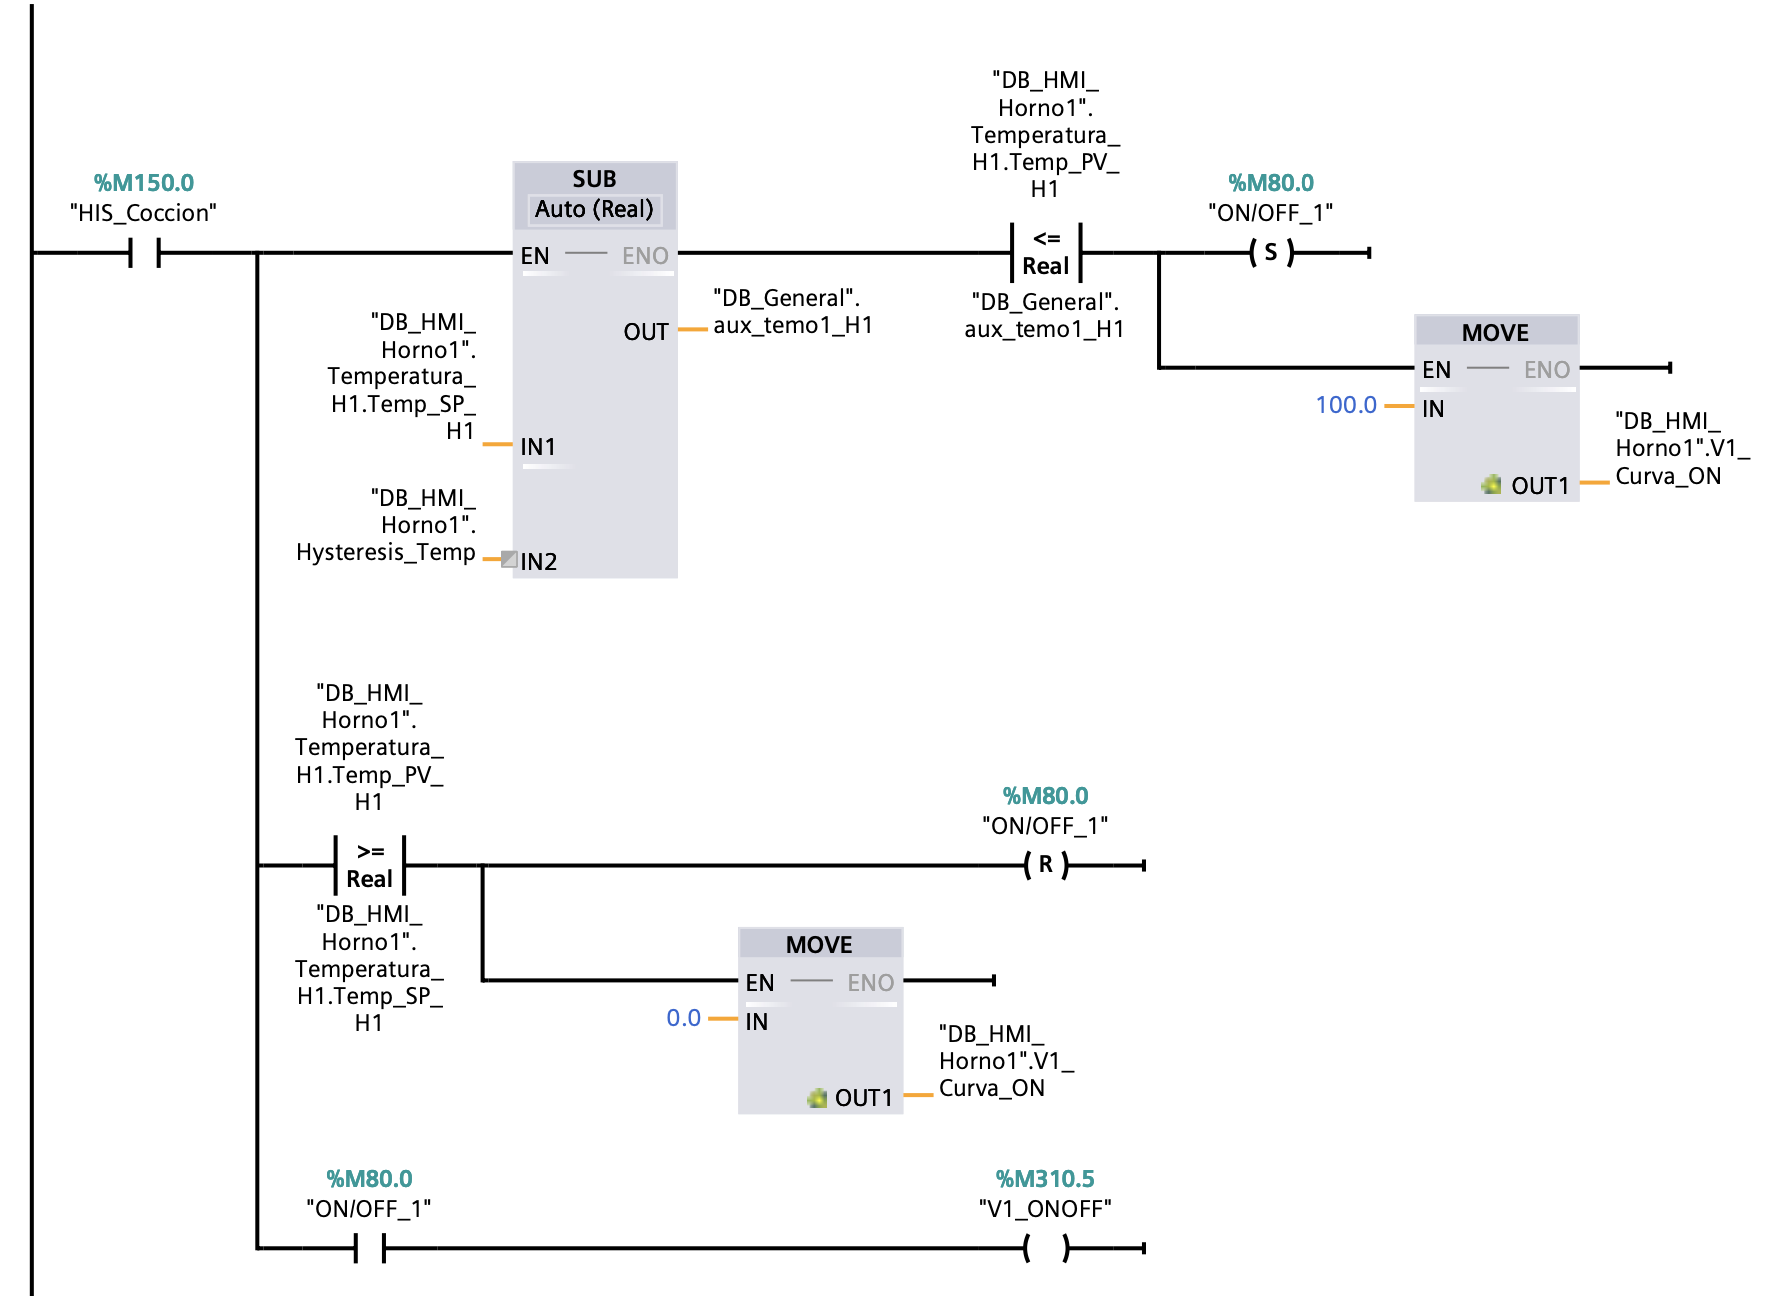 "DB_HMI_
Horno1".
Temperatura_
H1.Temp_PV_
H1
%M150.0
"HIS_Coccion"
SUB
Auto (Real)
EN
ENO
<=
Real
%M80.0
"ON/OFF_1"
S
"DB_HMI_
Horno1".
Temperatura_
H1.Temp_SP_
H1
IN1
OUT
"DB_General".
aux_temo1_H1
"DB_General".
aux_temo1_H1
"DB_HMI_
Horno1".
Hysteresis_Temp
IN2
MOVE
EN
ENO
100.0
IN
OUT1
"DB_HMI_
Horno1".V1_
Curva_ON
"DB_HMI_
Horno1".
Temperatura_
H1.Temp_PV_
H1
>=
Real
"DB_HMI_
Horno1".
Temperatura_
H1.Temp_SP_
H1
%M80.0
"ON/OFF_1"
R
MOVE
EN
ENO
0.0
IN
OUT1
"DB_HMI_
Horno1".V1_
Curva_ON
%M80.0
"ON/OFF_1"
%M310.5
"V1_ONOFF"